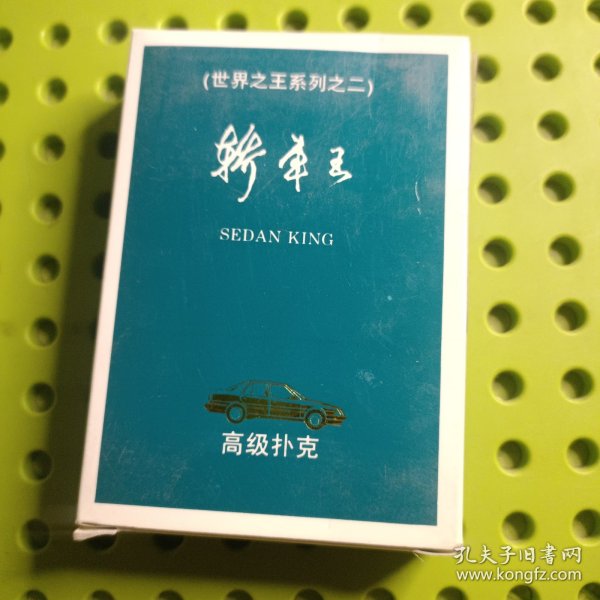 (世界之王系列之二)
轿车王
SEDAN KING
高级扑克
孔夫子旧书网
www.kongfz.com